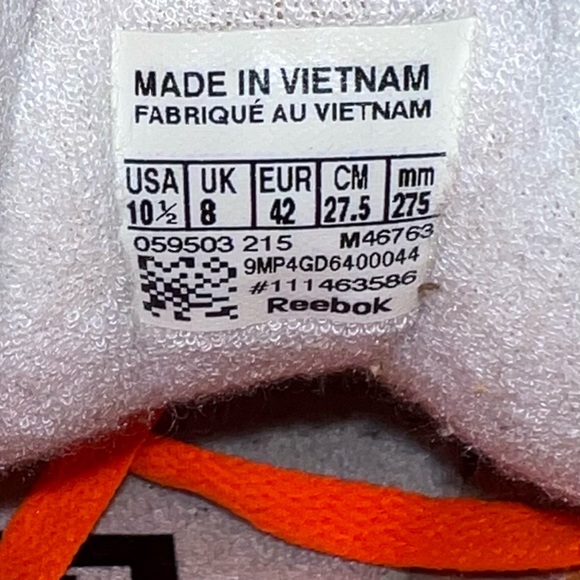 MADE IN VIETNAM
FABRIQUÉ AU VIETNAM
USA UK EUR CM mm
10½ 8 42 27.5 275
059503 215 M46763
9MP4GD6400044
#111463586
Reebok